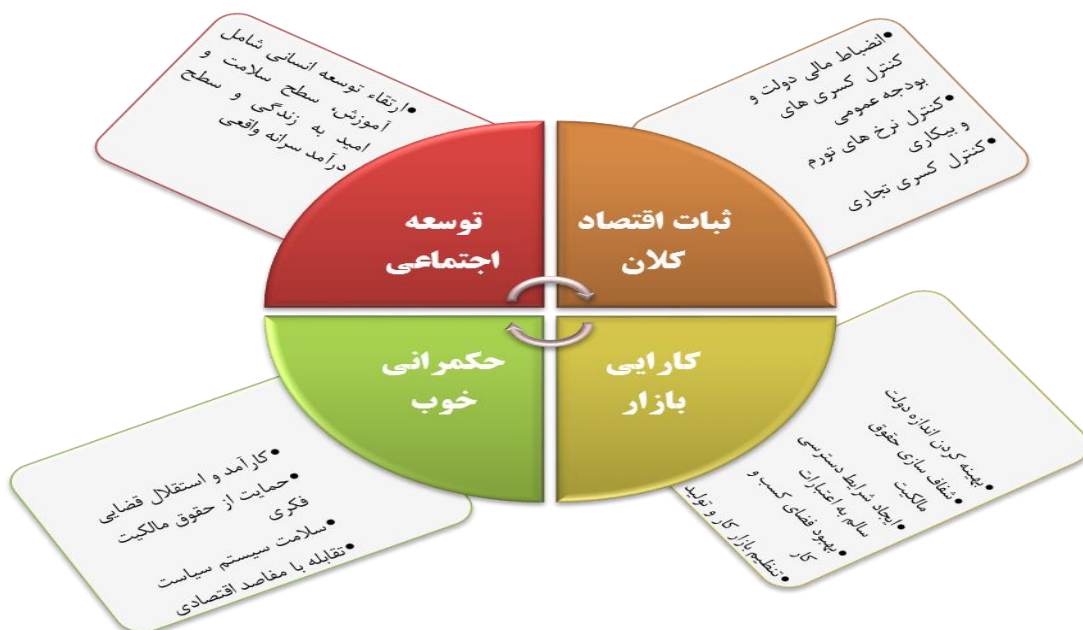 •ارتقاء توسعه انسانی شامل
آموزش، سطح سلامت و
امید به زندگی و سطح
درآمد سرانه واقعی
•انضباط مالی دولت و
کنترل کسری های
بودجه عمومی
•کنترل نرخ های تورم
و بیکاری
•کنترل کسری تجاری
توسعه
اجتماعی
ثبات اقتصاد
کلان
حکمرانی
خوب
کارایی
بازار
•کارآمد و استقلال قضایی
•حمایت از حقوق مالکیت
فکری
•سلامت سیستم سیاست
•تقابله با مفاصد اقتصادی
•بهینه کردن اندازه دولت
•شفاف سازی حقوق
مالکیت
•ایجاد شرایط دسترسی
سالم به اعتبارات
•بهبود فضای کسب و
کار
•تنظیم بازار کار و تولید